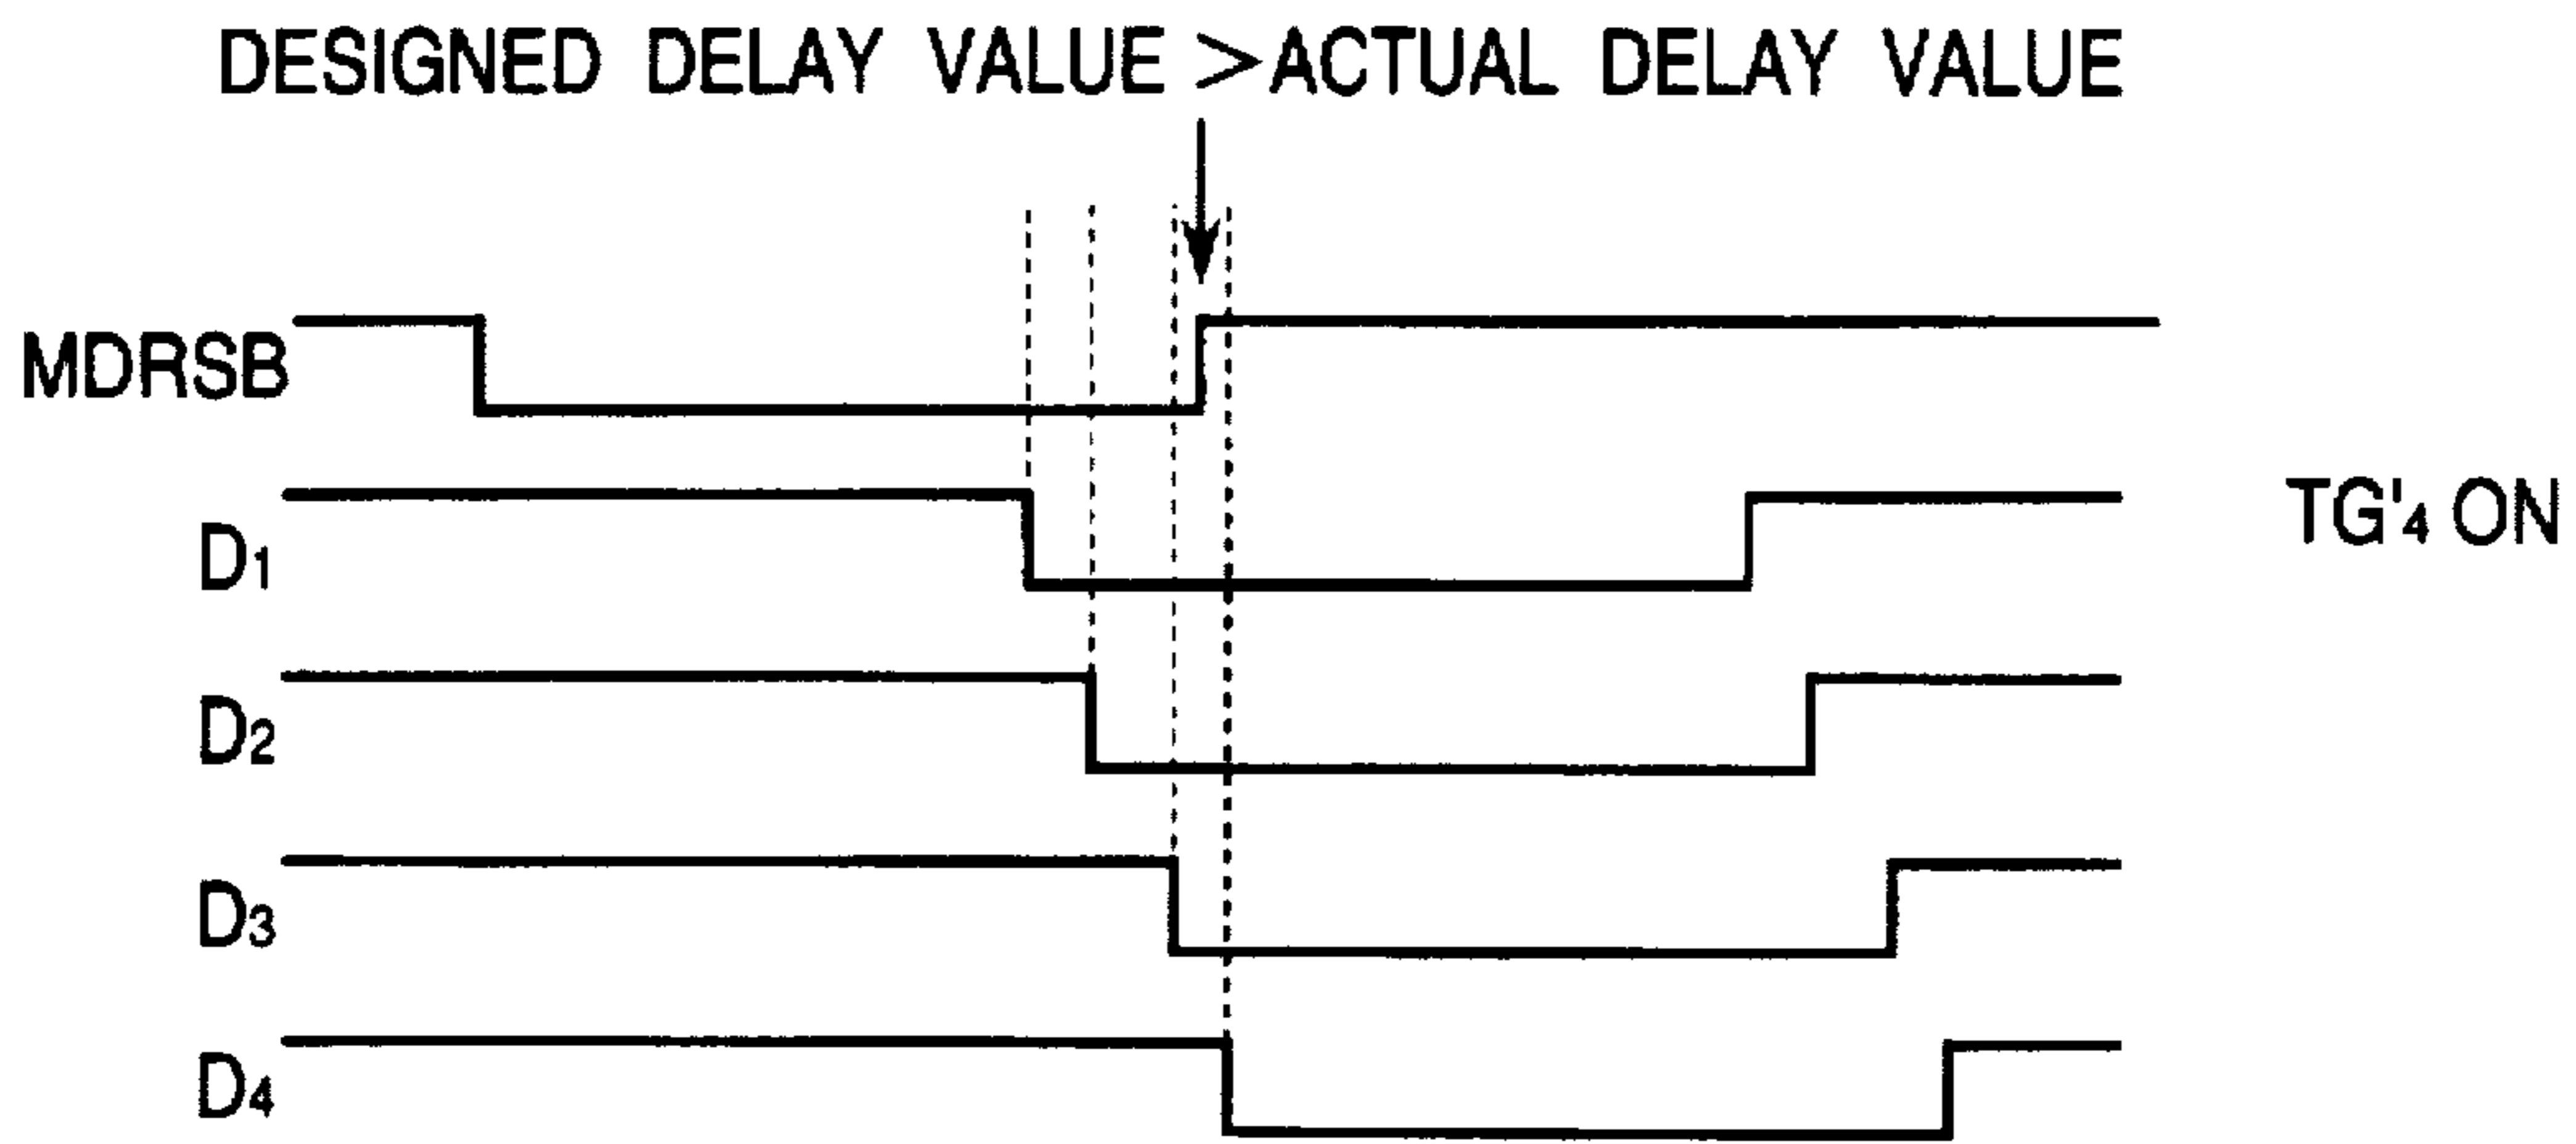 DESIGNED DELAY VALUE >ACTUAL DELAY VALUE
MDRSB
D1
TG'4 ON
D2
D3
D4